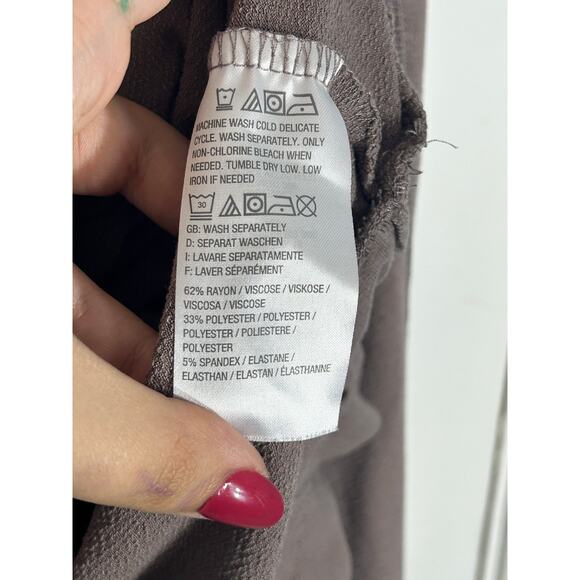 MACHINE WASH COLD DELICATE
CYCLE. WASH SEPARATELY. ONLY
NON-CHLORINE BLEACH WHEN
NEEDED. TUMBLE DRY LOW. LOW
IRON IF NEEDED
30
GB: WASH SEPARATELY
D: SEPARAT WASCHEN
I: LAVARE SEPARATAMENTE
F: LAVER SÉPARÉMENT
62% RAYON / VISCOSE / VISKOSE /
VISCOSA / VISCOSE
33% POLYESTER / POLYESTER /
POLYESTER / POLIESTERE /
POLYESTER
5% SPANDEX / ELASTANE /
ELASTHAN / ELASTAN / ÉLASTHANNE